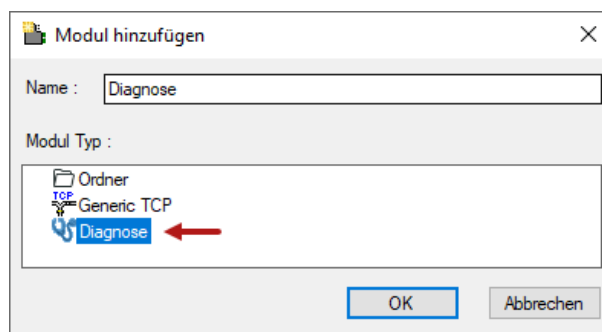 Modul hinzufügen
Name : Diagnose
Modul Typ :
Ordner
TCP
Generic TCP
Diagnose
OK Abbrechen